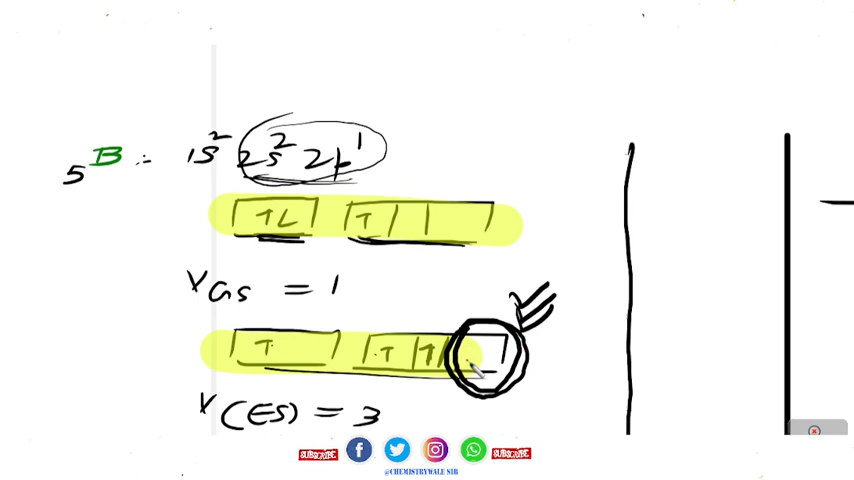 5B :- 1s² 2s² 2p¹
↑↓ ↑
VGS = 1
↑ ↑ ↑
V(ES) = 3
SUBSCRIBE SUBSCRIBE
@CHEMISTRYWALE SIR